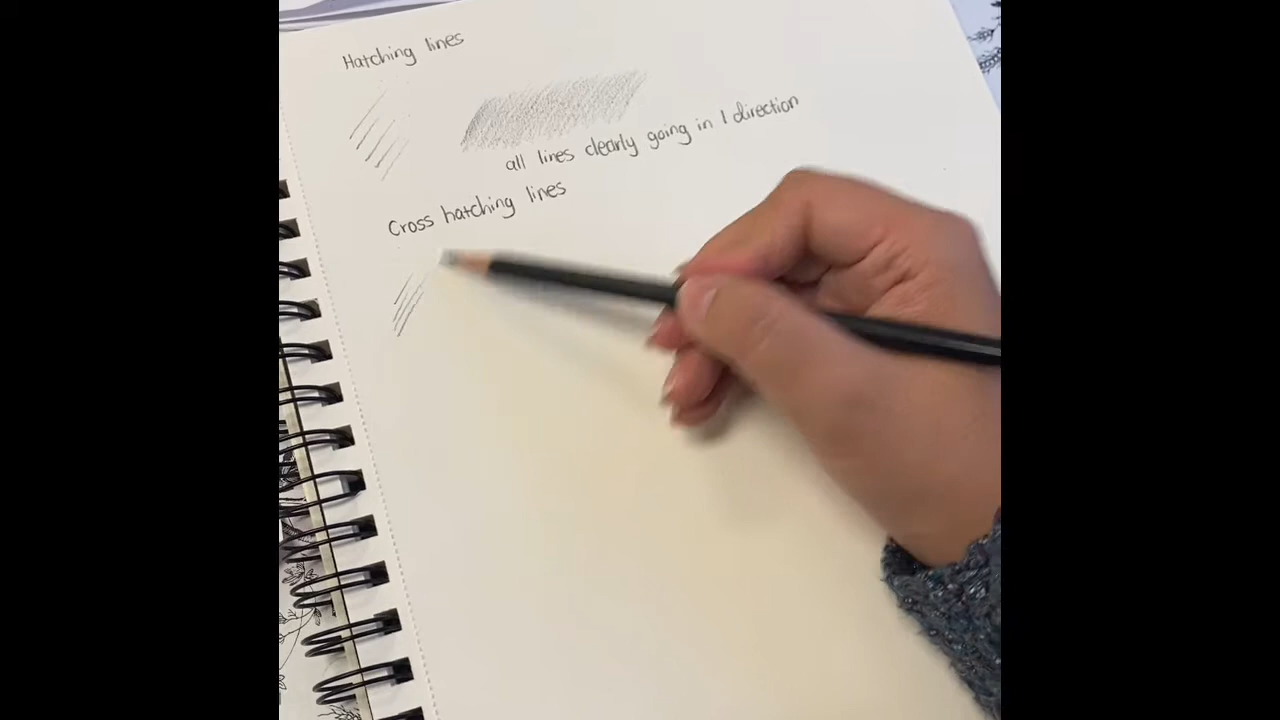 Hatching lines
all lines clearly going in 1 direction
Cross hatching lines